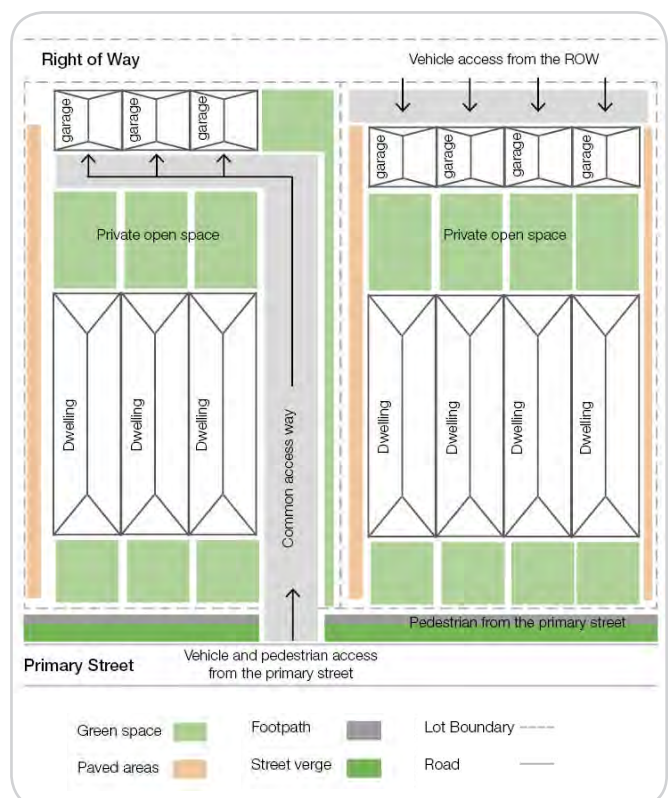 Right of Way
Vehicle access from the ROW
garage
garage
garage
garage
garage
garage
garage
Private open space
Private open space
Dwelling
Dwelling
Dwelling
Common access way
Dwelling
Dwelling
Dwelling
Dwelling
Pedestrian from the primary street
Primary Street
Vehicle and pedestrian access
from the primary street
Green space
Footpath
Lot Boundary
Paved areas
Street verge
Road